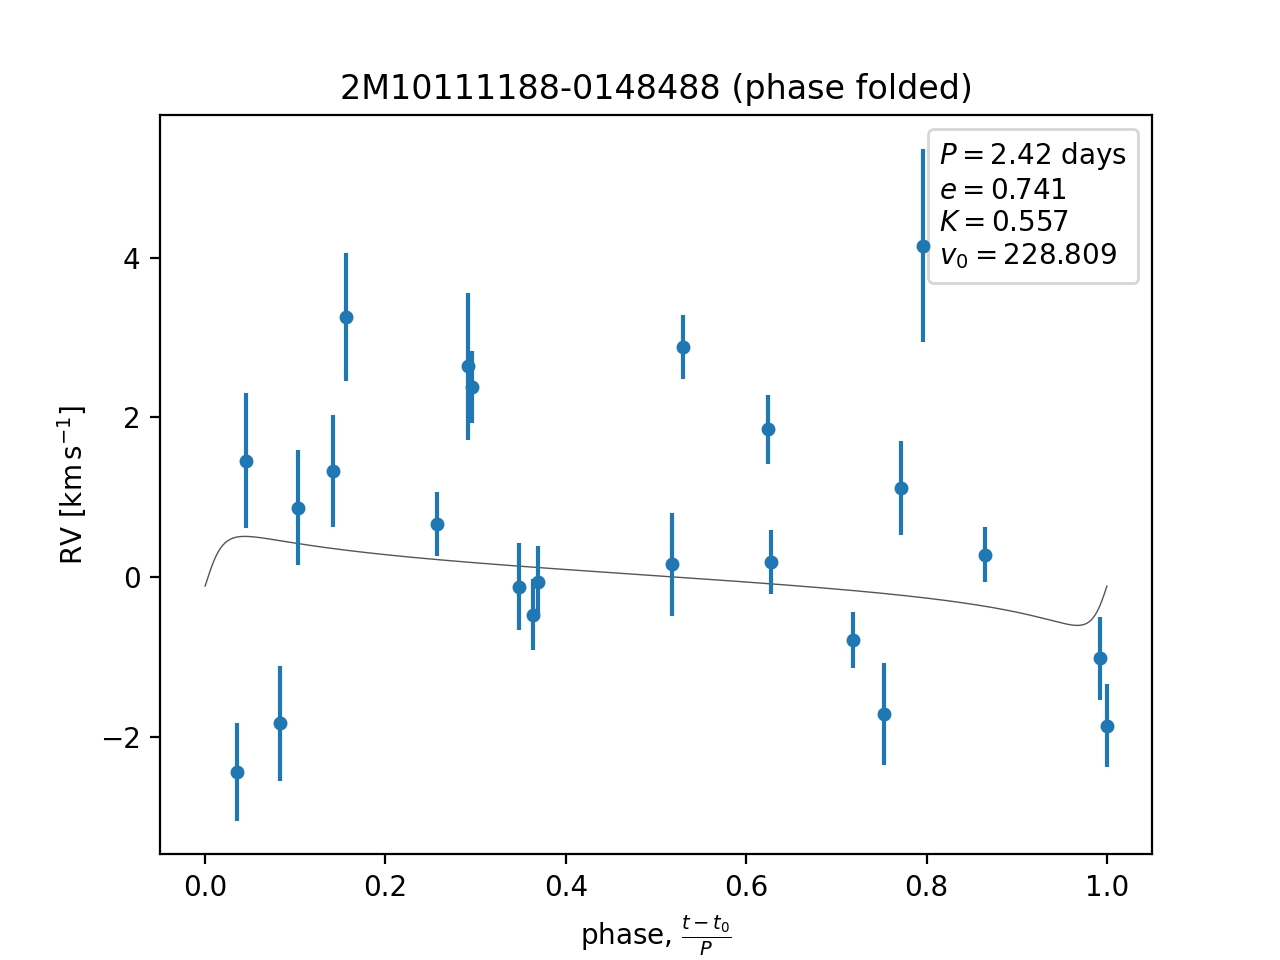 2M10111188-0148488 (phase folded)
P = 2.42 days
e = 0.741
K = 0.557
v₀ = 228.809
RV [km s⁻¹]
4
2
0
−2
0.0 0.2 0.4 0.6 0.8 1.0
phase, (t − t₀)/P